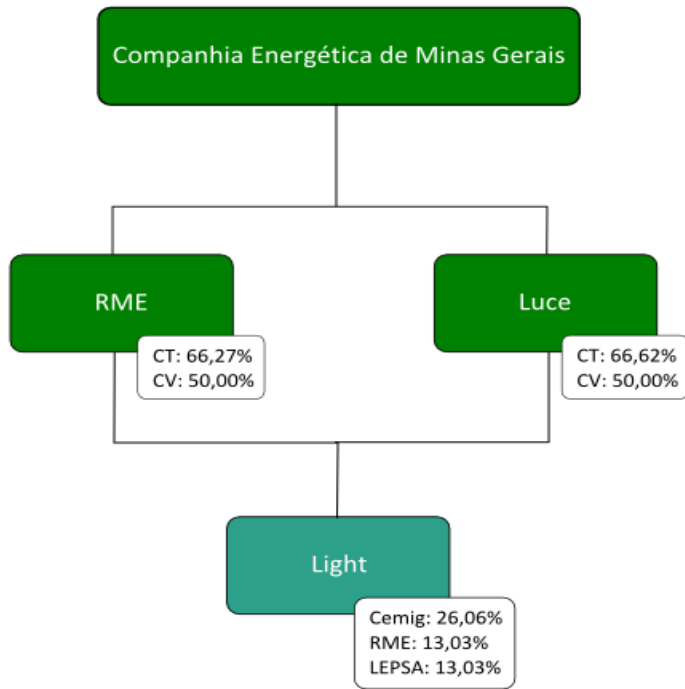 Companhia Energética de Minas Gerais
RME
CT: 66,27%
CV: 50,00%
Luce
CT: 66,62%
CV: 50,00%
Light
Cemig: 26,06%
RME: 13,03%
LEPSA: 13,03%